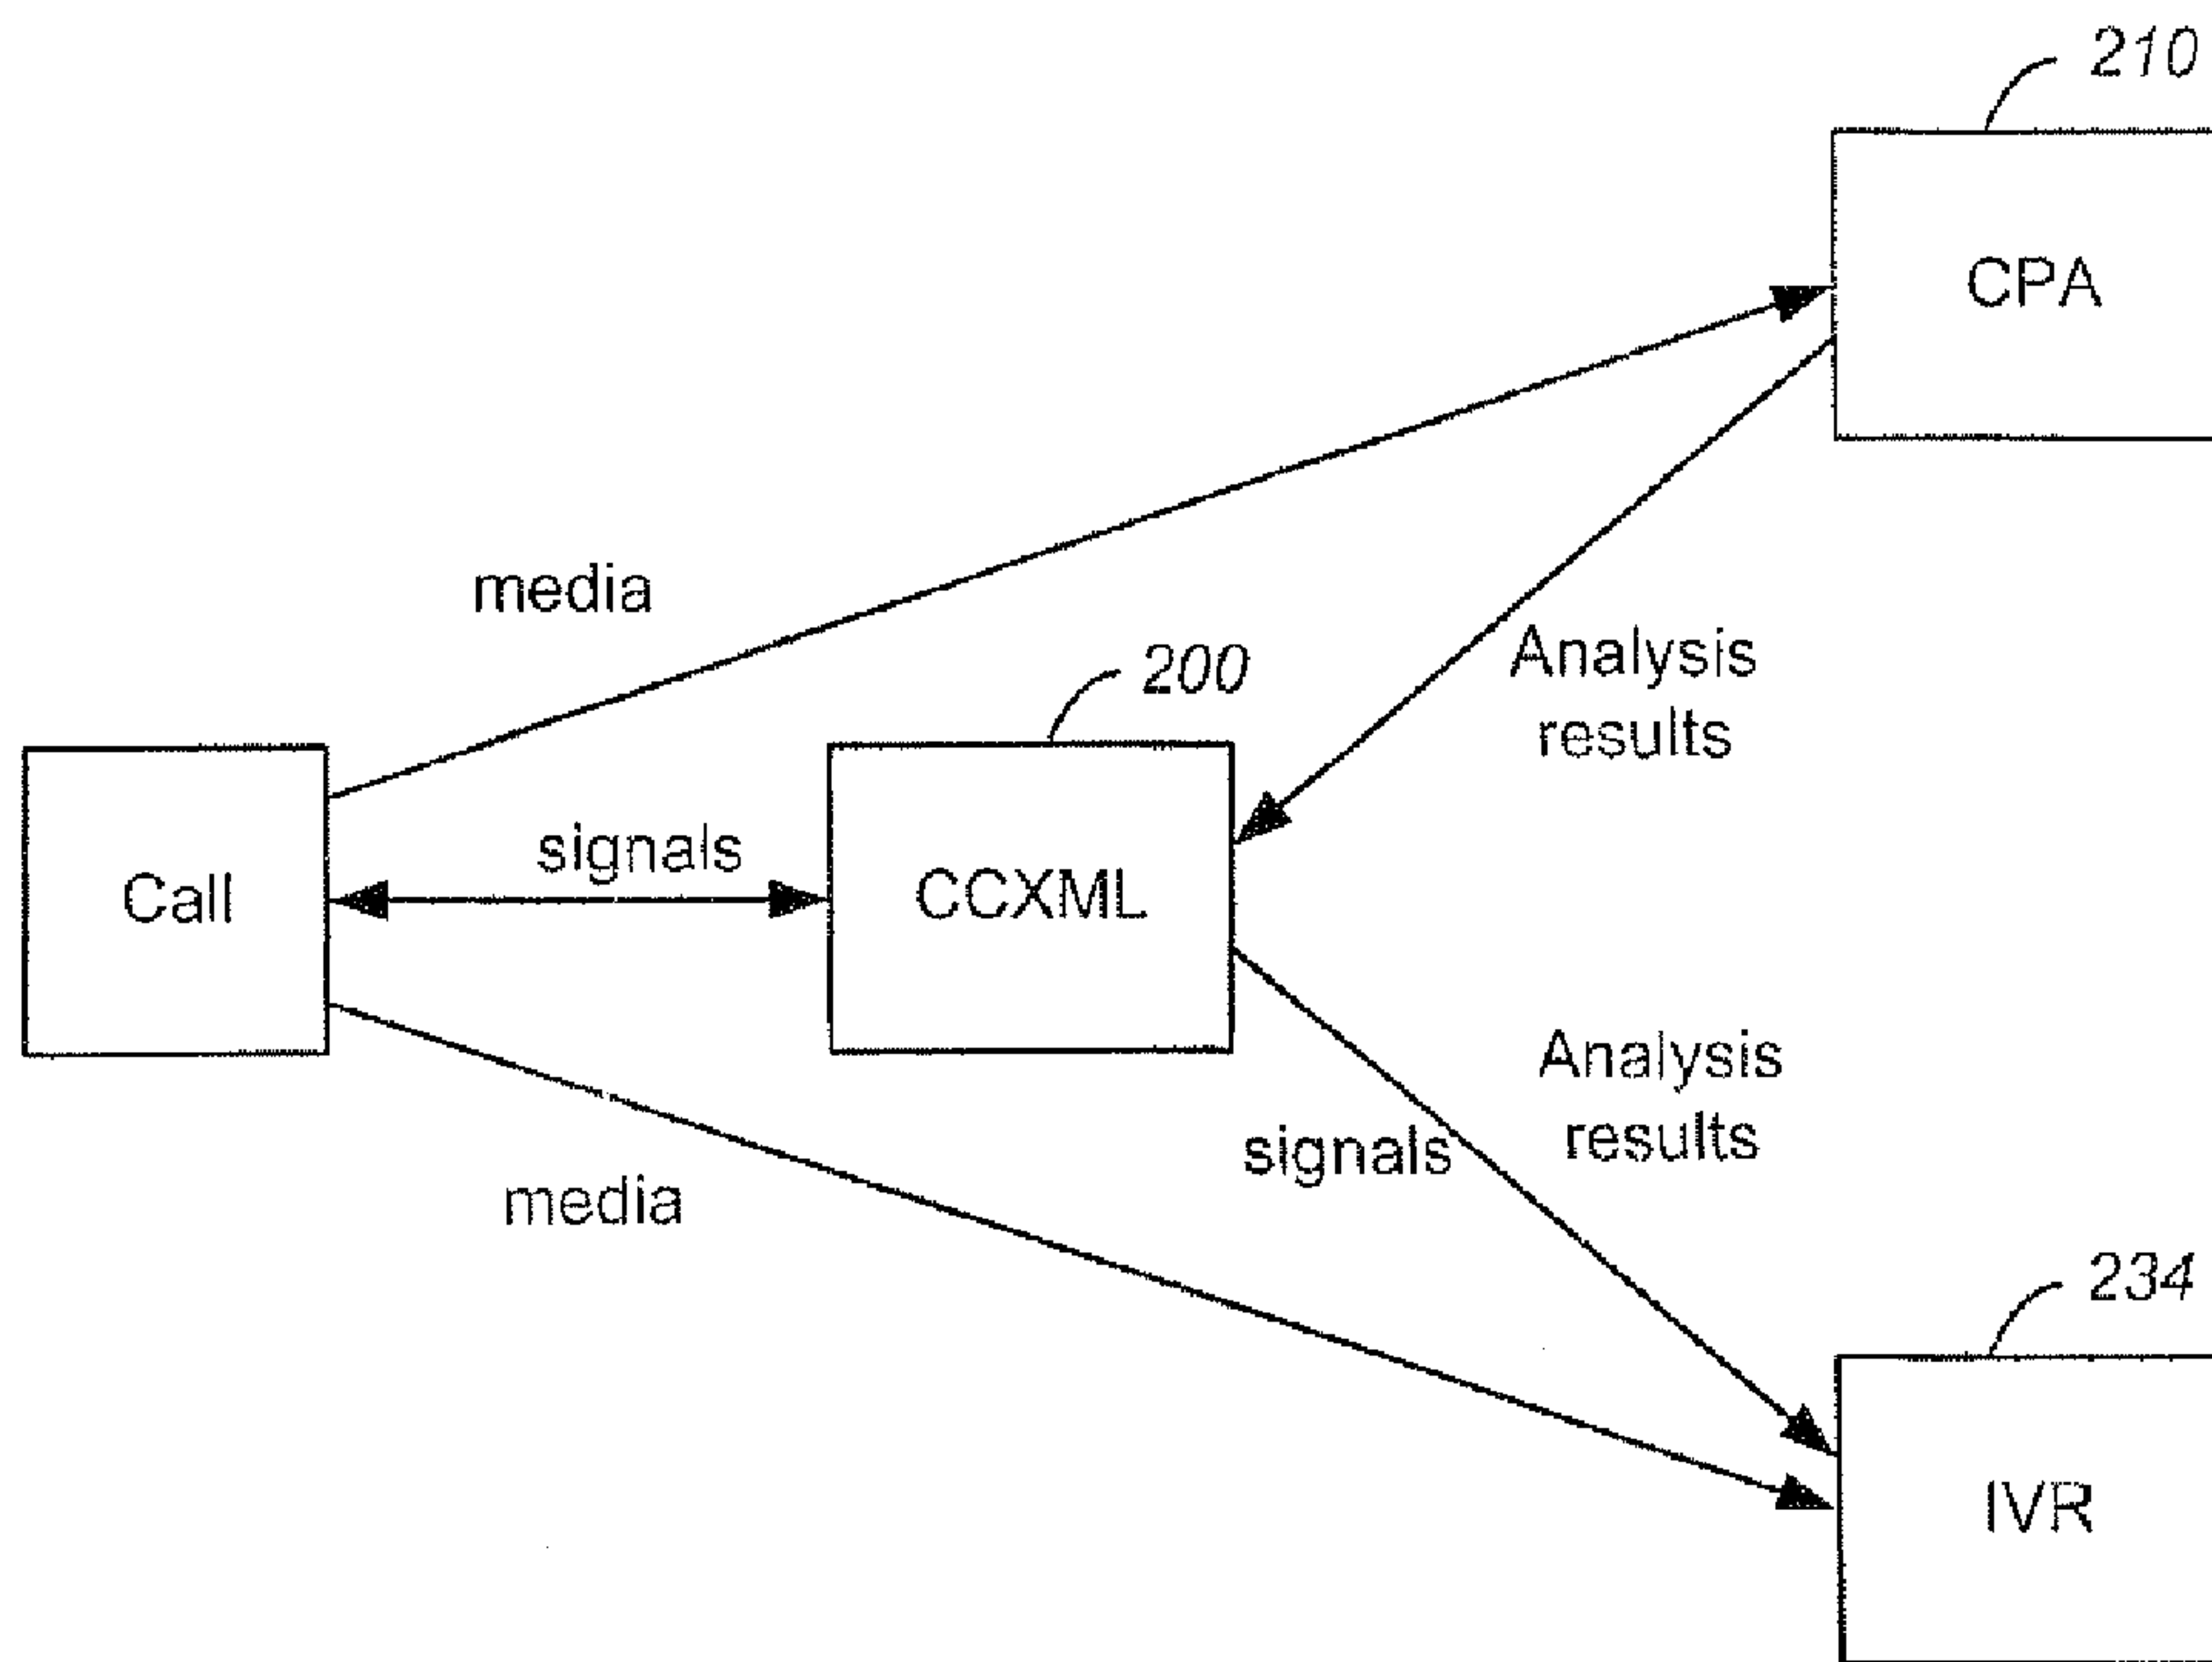 210
CPA
media
Analysis
results
200
signals
Call
CCXML
Analysis
results
signals
media
234
IVR